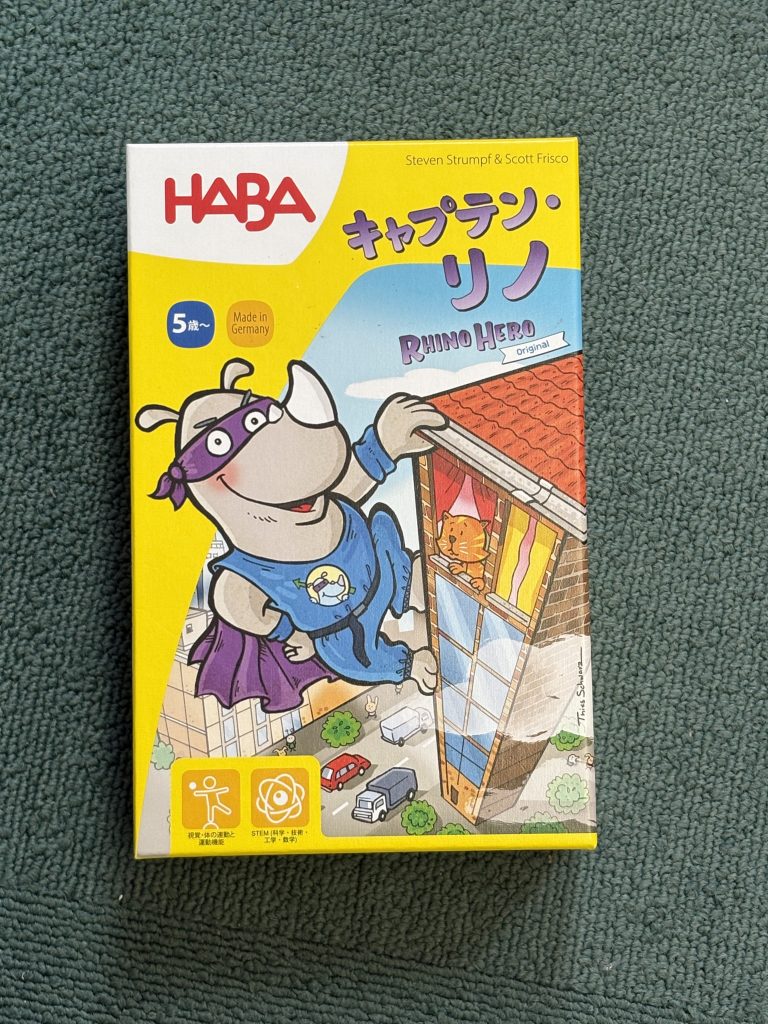 Steven Strumpf & Scott Frisco
HABA
キャプテン・
リノ
5歳~
Made in
Germany
RHINO HERO
Original
Thies Schwarz
視覚・体の運動と
運動機能
STEM (科学・技術・
工学・数学)